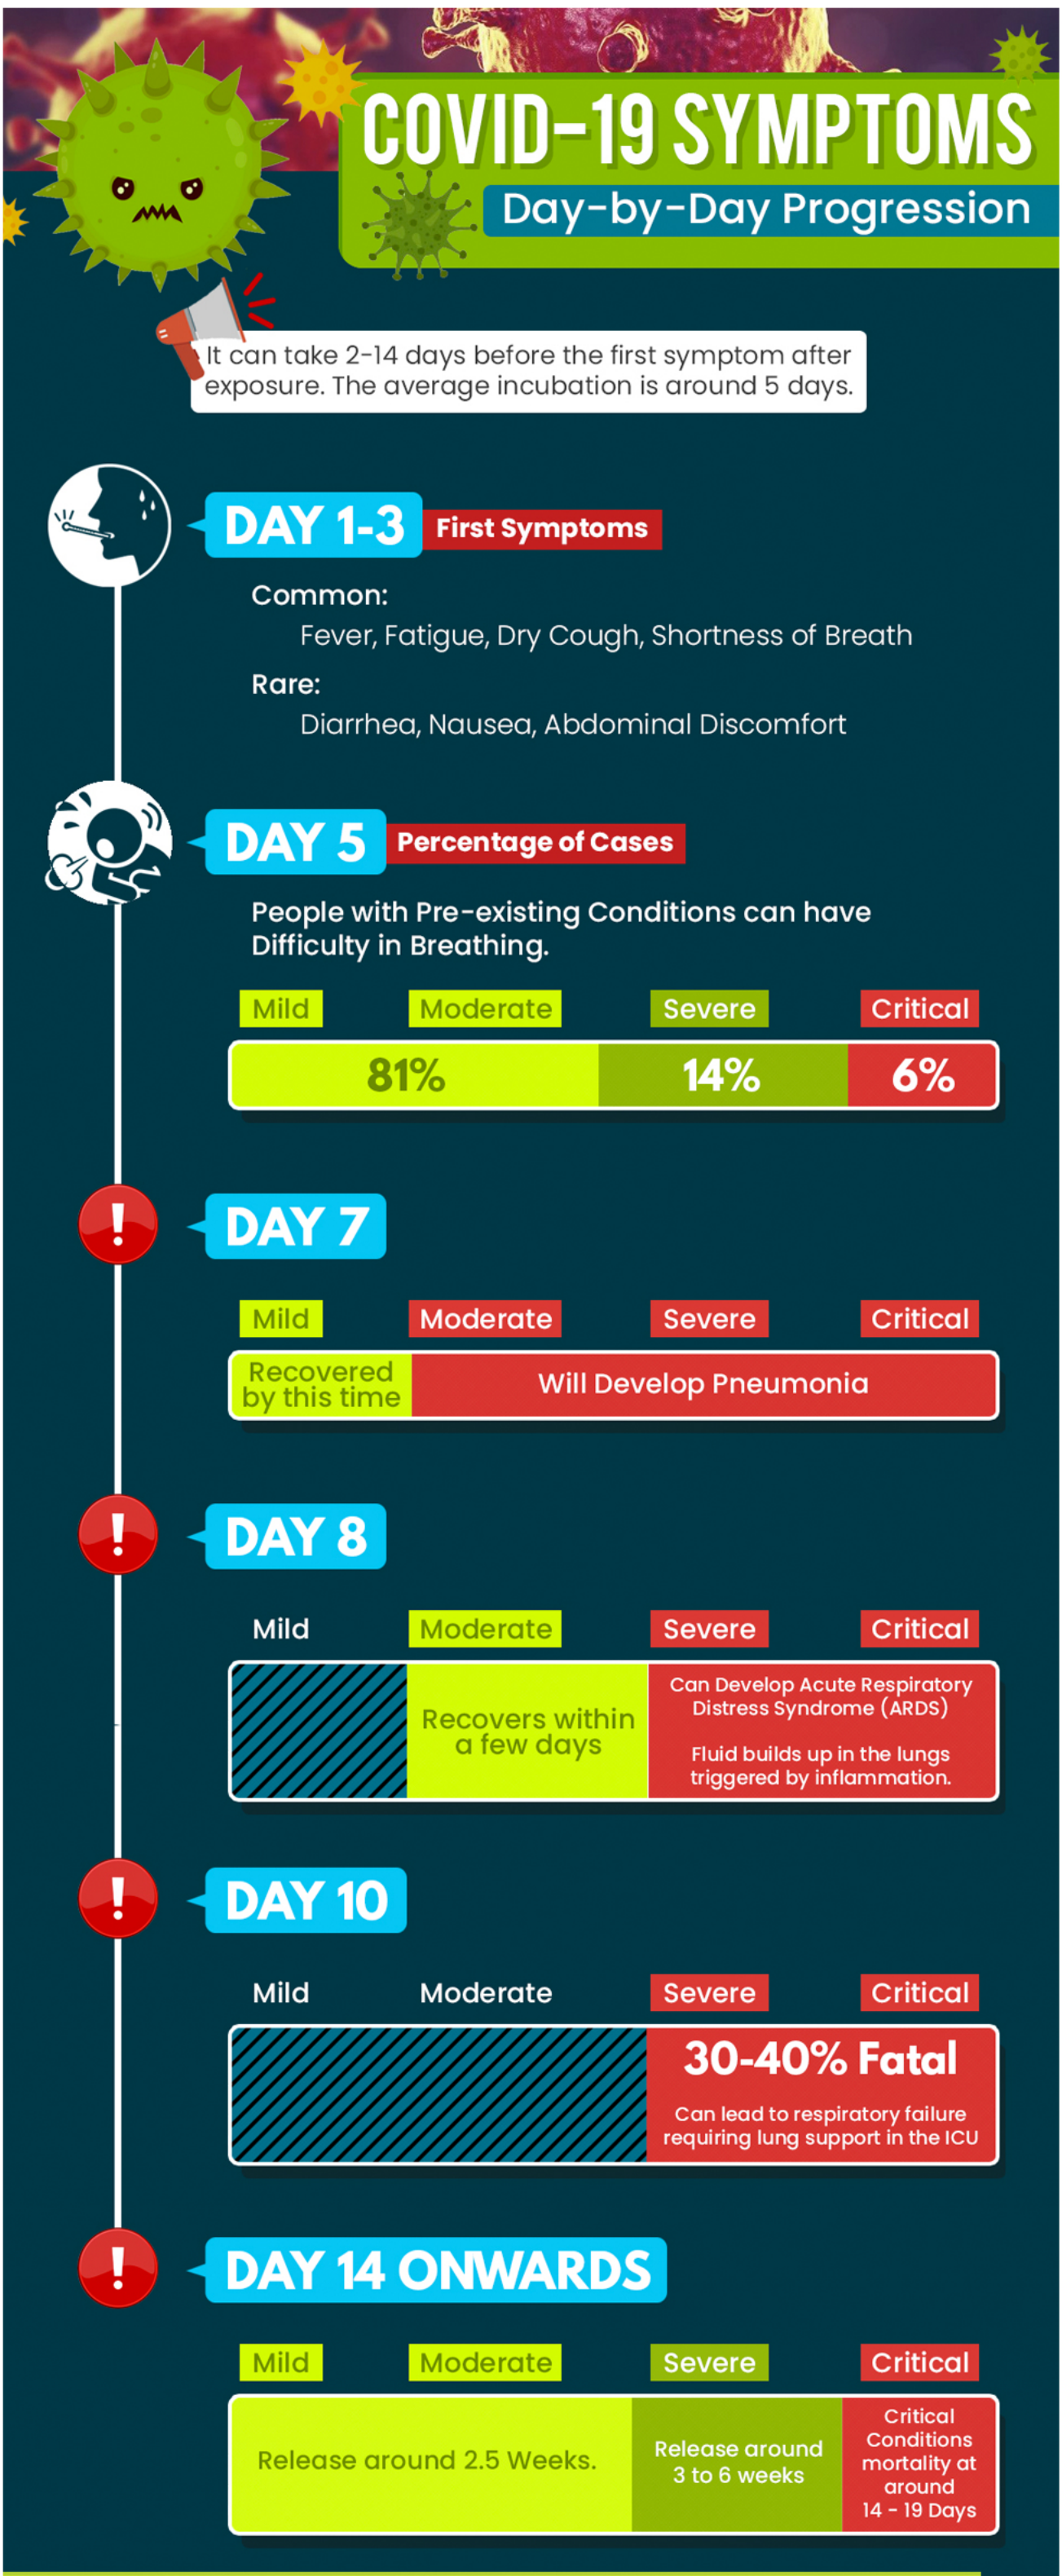 COVID-19 SYMPTOMS
Day-by-Day Progression
It can take 2-14 days before the first symptom after
exposure. The average incubation is around 5 days.
DAY 1-3 First Symptoms
Common:
Fever, Fatigue, Dry Cough, Shortness of Breath
Rare:
Diarrhea, Nausea, Abdominal Discomfort
DAY 5 Percentage of Cases
People with Pre-existing Conditions can have
Difficulty in Breathing.
Mild Moderate Severe Critical
81% 14% 6%
! DAY 7
Mild Moderate Severe Critical
Recovered
by this time
Will Develop Pneumonia
! DAY 8
Mild Moderate Severe Critical
Recovers within
a few days
Can Develop Acute Respiratory
Distress Syndrome (ARDS)
Fluid builds up in the lungs
triggered by inflammation.
! DAY 10
Mild Moderate Severe Critical
30-40% Fatal
Can lead to respiratory failure
requiring lung support in the ICU
! DAY 14 ONWARDS
Mild Moderate Severe Critical
Release around 2.5 Weeks.
Release around
3 to 6 weeks
Critical
Conditions
mortality at
around
14 - 19 Days